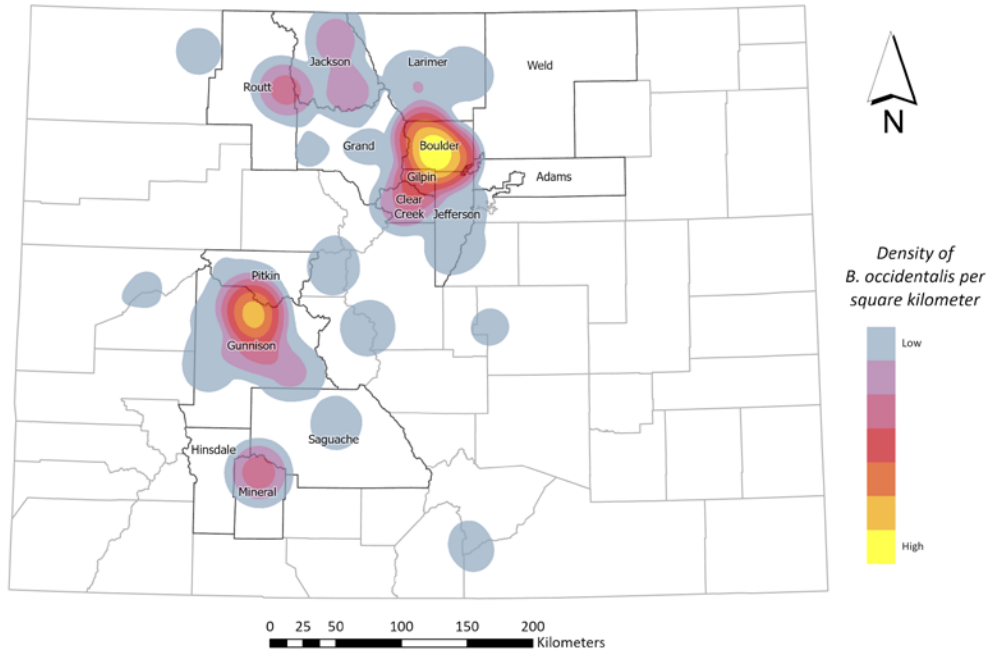 Jackson
Larimer
Weld
Routt
N
Grand
Boulder
Gilpin
Adams
Clear
Creek
Jefferson
Density of
B. occidentalis per
square kilometer
Pitkin
Low
Gunnison
Saguache
Hinsdale
Mineral
High
0 25 50 100 150 200
Kilometers